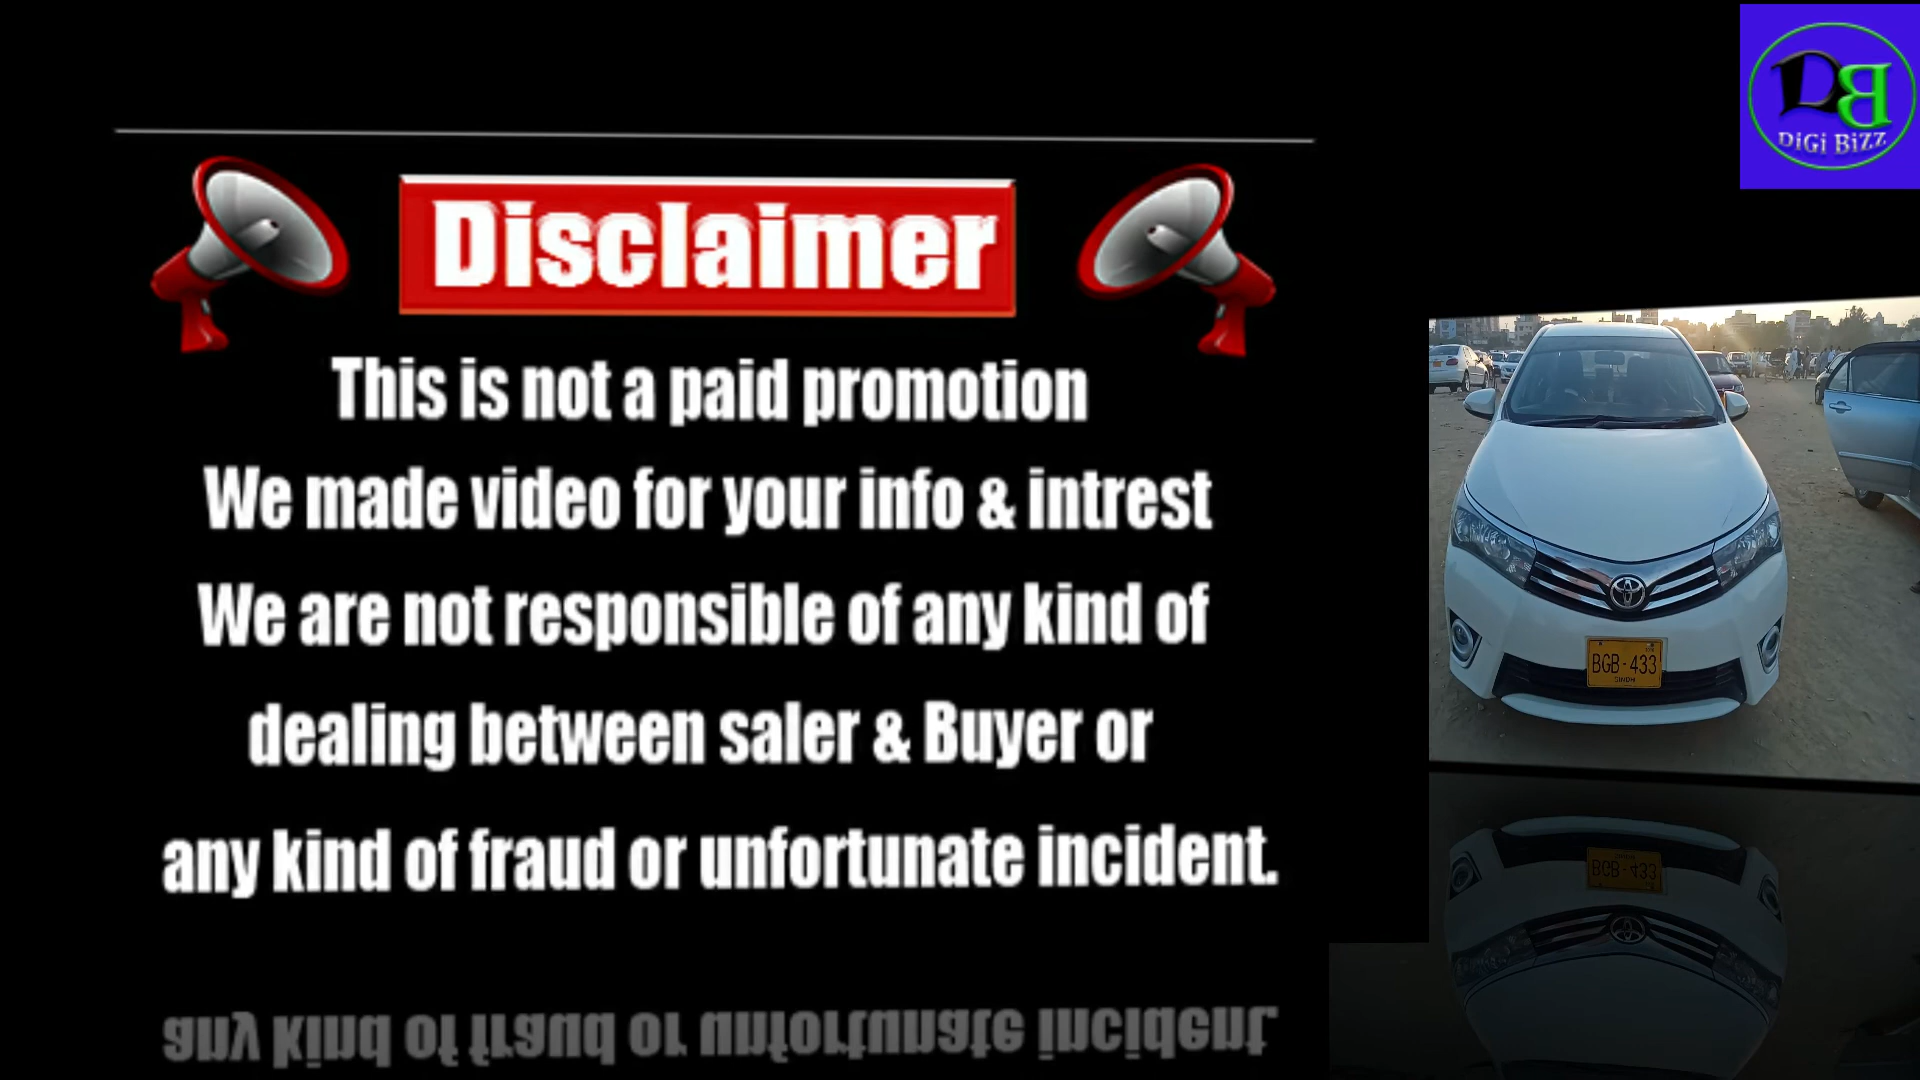 DB
DiGi BiZZ
Disclaimer
This is not a paid promotion
We made video for your info & intrest
We are not responsible of any kind of
dealing between saler & Buyer or
any kind of fraud or unfortunate incident.
BGB-433
SINDH